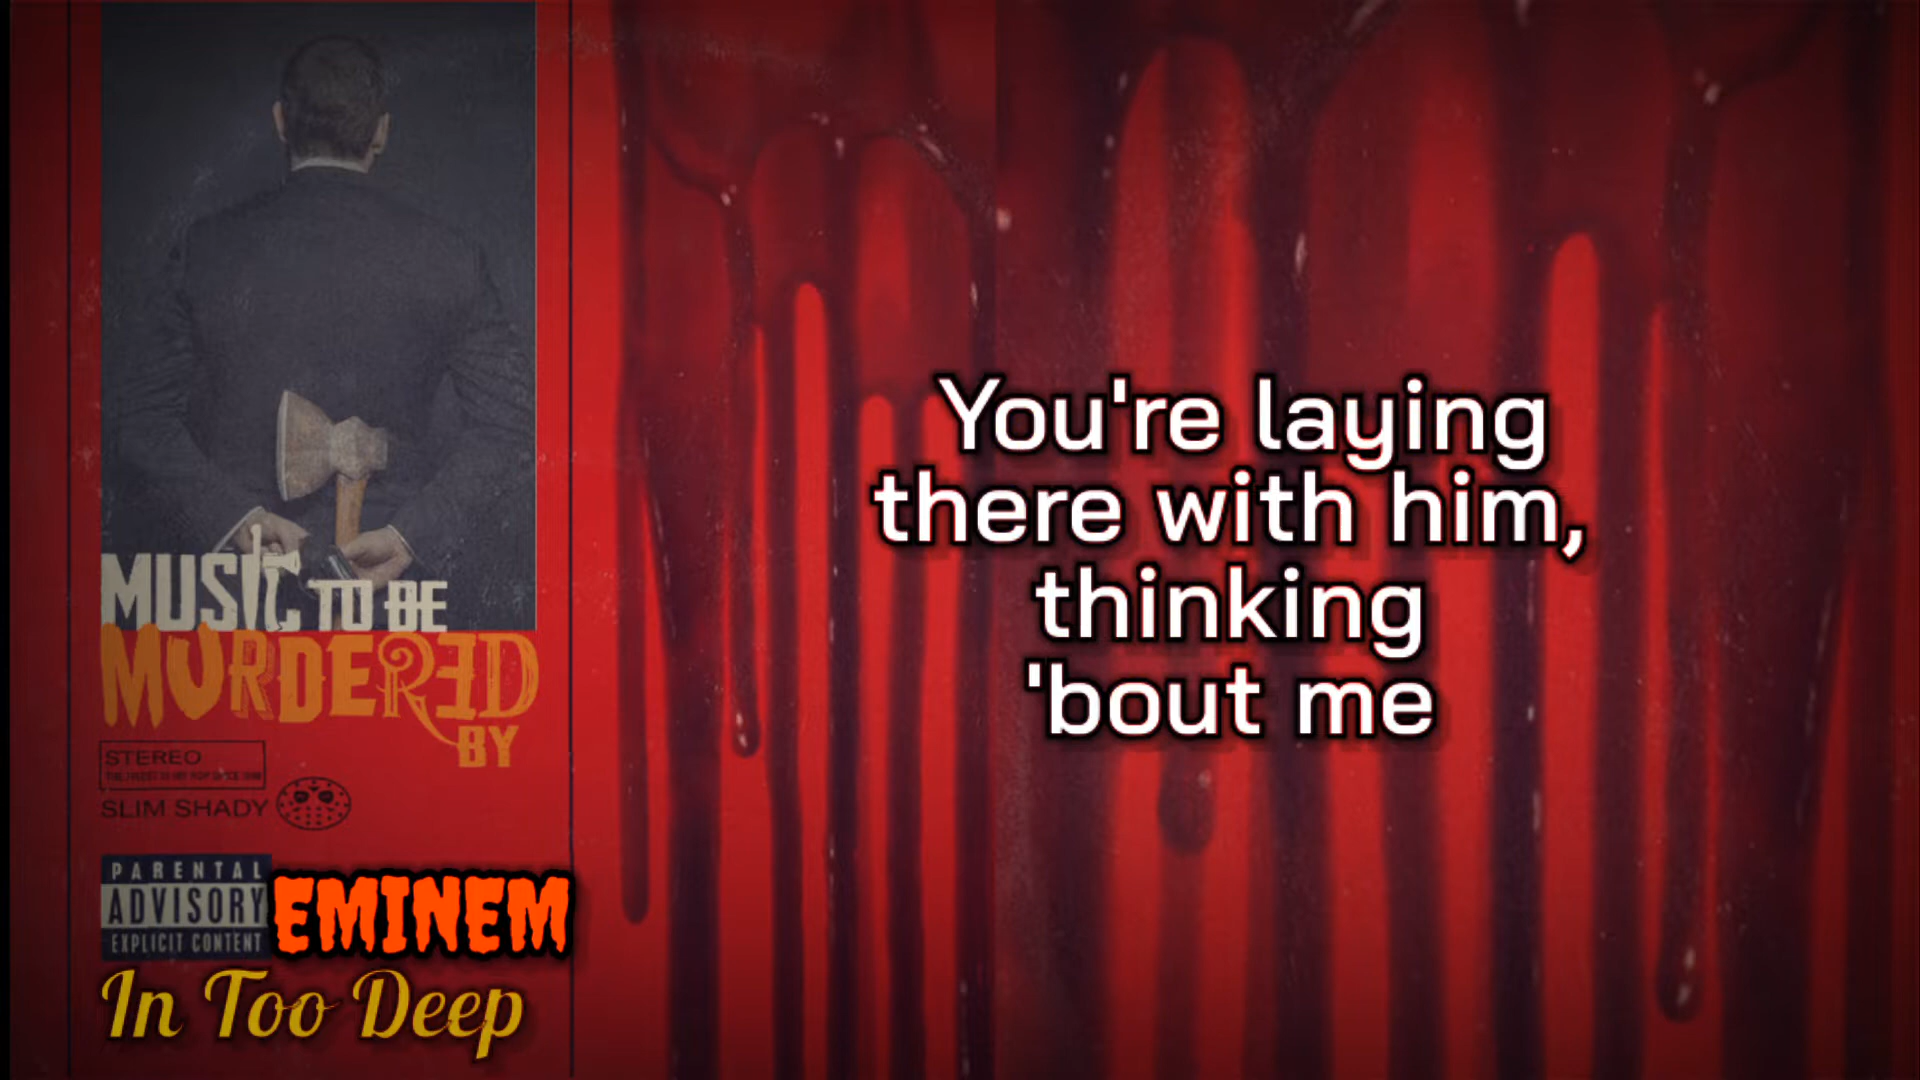 MUSIC TO BE
MURDERED
BY
STEREO
SLIM SHADY
PARENTAL
ADVISORY
EXPLICIT CONTENT
EMINEM
In Too Deep
You're laying
there with him,
thinking
'bout me